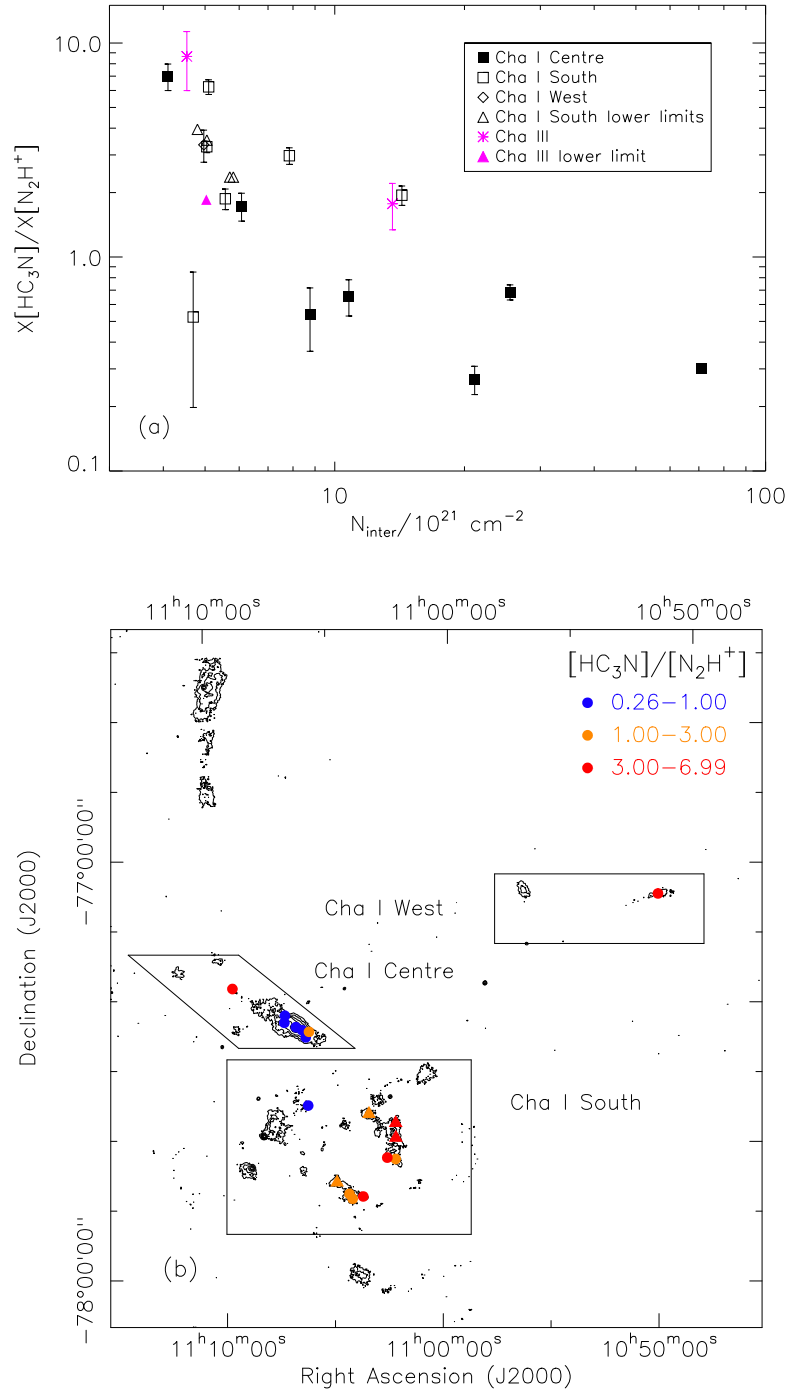 10.0
1.0
0.1
X[HC₃N]/X[N₂H⁺]
Cha I Centre
Cha I South
Cha I West
Cha I South lower limits
Cha III
Cha III lower limit
(a)
10
100
N_inter/10²¹ cm⁻²
11ʰ10ᵐ00ˢ
11ʰ00ᵐ00ˢ
10ʰ50ᵐ00ˢ
[HC₃N]/[N₂H⁺]
0.26−1.00
1.00−3.00
3.00−6.99
−77°00'00''
Cha I West
Cha I Centre
Cha I South
Declination (J2000)
−78°00'00''
(b)
11ʰ10ᵐ00ˢ
11ʰ00ᵐ00ˢ
10ʰ50ᵐ00ˢ
Right Ascension (J2000)